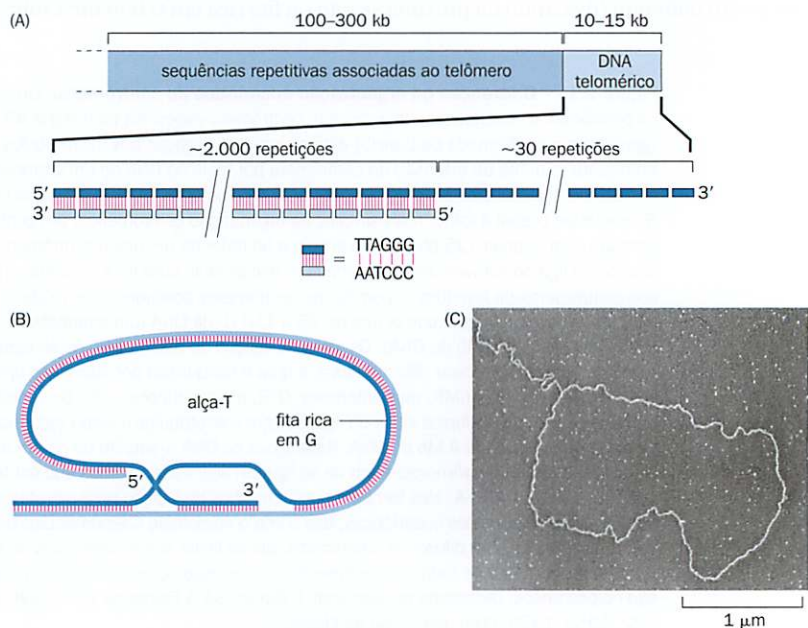 (A)
100–300 kb
10–15 kb
sequências repetitivas associadas ao telômero
DNA
telomérico
~2.000 repetições
~30 repetições
5′
3′
3′
5′
= TTAGGG
AATCCC
(B)
alça-T
fita rica
em G
5′
3′
(C)
1 μm